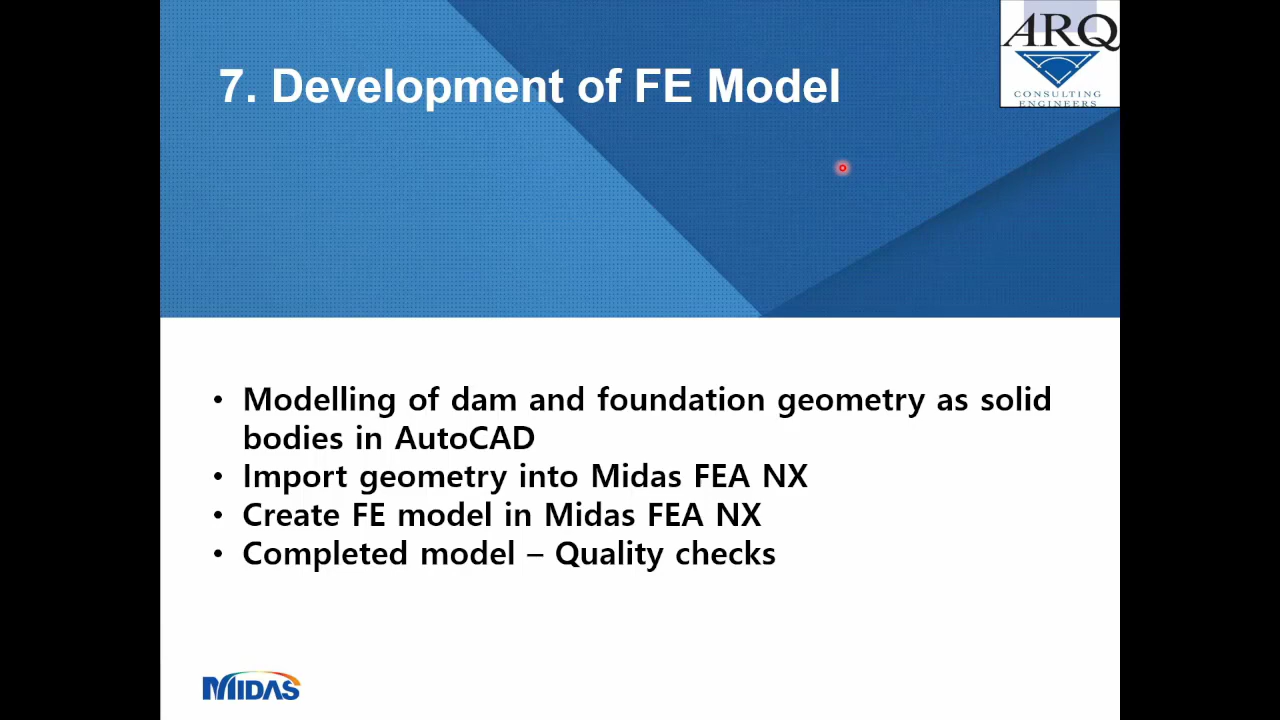 ARQ
CONSULTING
ENGINEERS
7. Development of FE Model
• Modelling of dam and foundation geometry as solid
bodies in AutoCAD
• Import geometry into Midas FEA NX
• Create FE model in Midas FEA NX
• Completed model – Quality checks
MIDAS